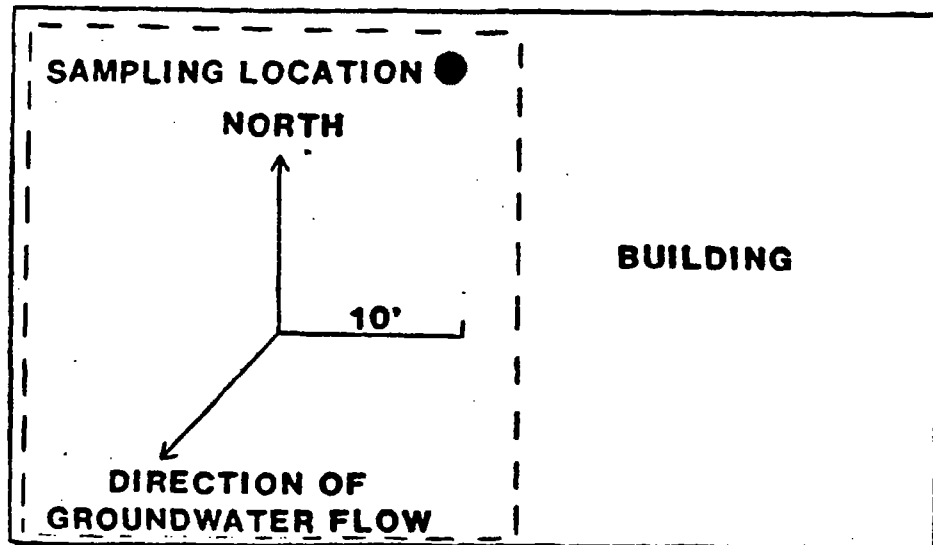 SAMPLING LOCATION
NORTH
BUILDING
10'
DIRECTION OF
GROUNDWATER FLOW